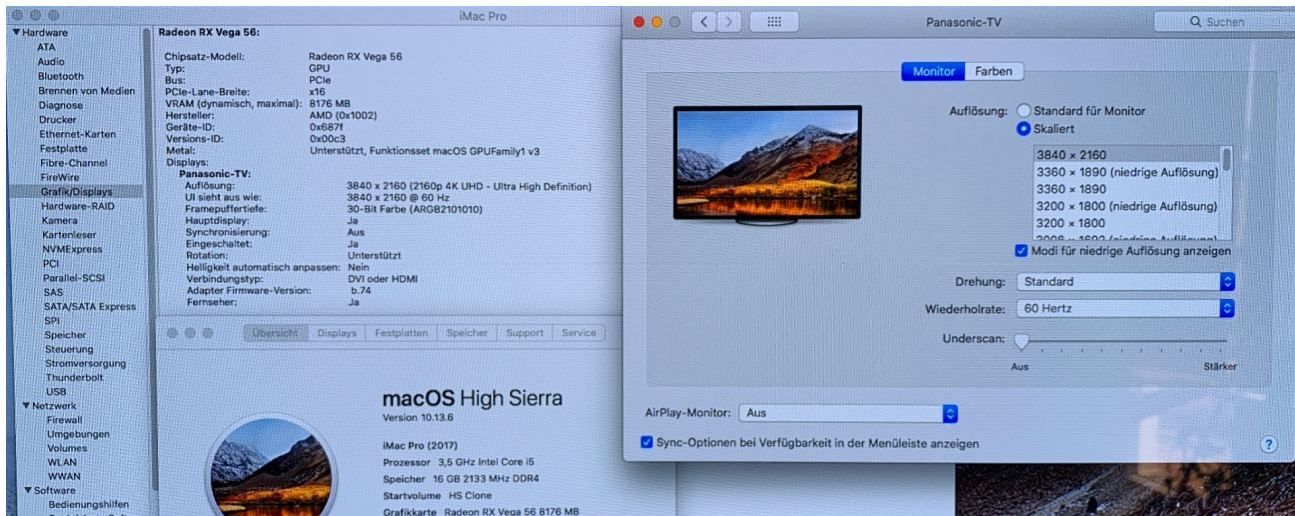 iMac Pro
Hardware
ATA
Audio
Bluetooth
Brennen von Medien
Diagnose
Drucker
Ethernet-Karten
Festplatte
Fibre-Channel
FireWire
Grafik/Displays
Hardware-RAID
Kamera
Kartenleser
NVMExpress
PCI
Parallel-SCSI
SAS
SATA/SATA Express
SPI
Speicher
Steuerung
Stromversorgung
Thunderbolt
USB
Netzwerk
Firewall
Umgebungen
Volumes
WLAN
WWAN
Software
Bedienungshilfen
Radeon RX Vega 56:
Chipsatz-Modell: Radeon RX Vega 56
Typ: GPU
Bus: PCIe
PCIe-Lane-Breite: x16
VRAM (dynamisch, maximal): 8176 MB
Hersteller: AMD (0x1002)
Geräte-ID: 0x687f
Versions-ID: 0x00c3
Metal: Unterstützt, Funktionsset macOS GPUFamily1 v3
Displays:
Panasonic-TV:
Auflösung: 3840 x 2160 (2160p 4K UHD - Ultra High Definition)
UI sieht aus wie: 3840 x 2160 @ 60 Hz
Framepuffertiefe: 30-Bit Farbe (ARGB2101010)
Hauptdisplay: Ja
Synchronisierung: Aus
Eingeschaltet: Ja
Rotation: Unterstützt
Helligkeit automatisch anpassen: Nein
Verbindungstyp: DVI oder HDMI
Adapter Firmware-Version: b.74
Fernseher: Ja
Übersicht Displays Festplatten Speicher Support Service
macOS High Sierra
Version 10.13.6
iMac Pro (2017)
Prozessor 3,5 GHz Intel Core i5
Speicher 16 GB 2133 MHz DDR4
Startvolume HS Clone
Grafikkarte Radeon RX Vega 56 8176 MB
Panasonic-TV
Suchen
Monitor Farben
Auflösung: Standard für Monitor
Skaliert
3840 × 2160
3360 × 1890 (niedrige Auflösung)
3360 × 1890
3200 × 1800 (niedrige Auflösung)
3200 × 1800
Modi für niedrige Auflösung anzeigen
Drehung: Standard
Wiederholrate: 60 Hertz
Underscan:
Aus Stärker
AirPlay-Monitor: Aus
Sync-Optionen bei Verfügbarkeit in der Menüleiste anzeigen
?